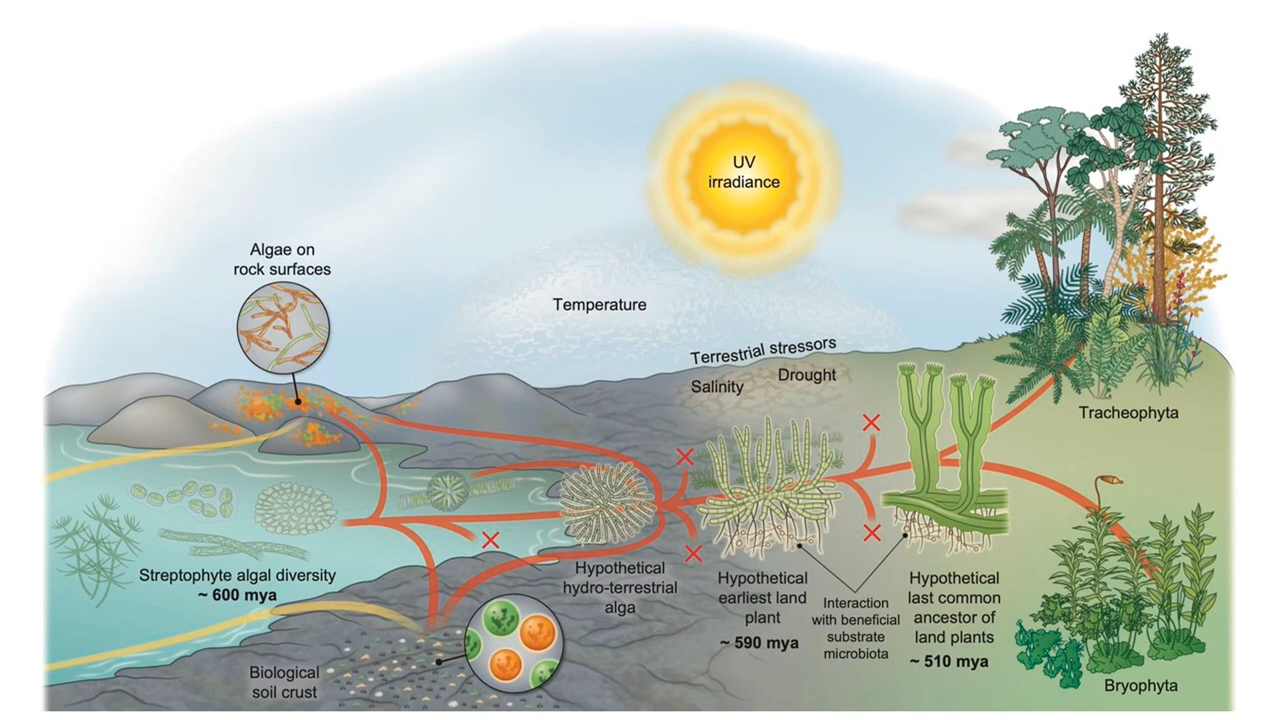 UV
irradiance
Algae on
rock surfaces
Temperature
Terrestrial stressors
Salinity
Drought
Tracheophyta
Streptophyte algal diversity
~ 600 mya
Hypothetical
hydro-terrestrial
alga
Hypothetical
earliest land
plant
~ 590 mya
Interaction
with beneficial
substrate
microbiota
Hypothetical
last common
ancestor of
land plants
~ 510 mya
Biological
soil crust
Bryophyta